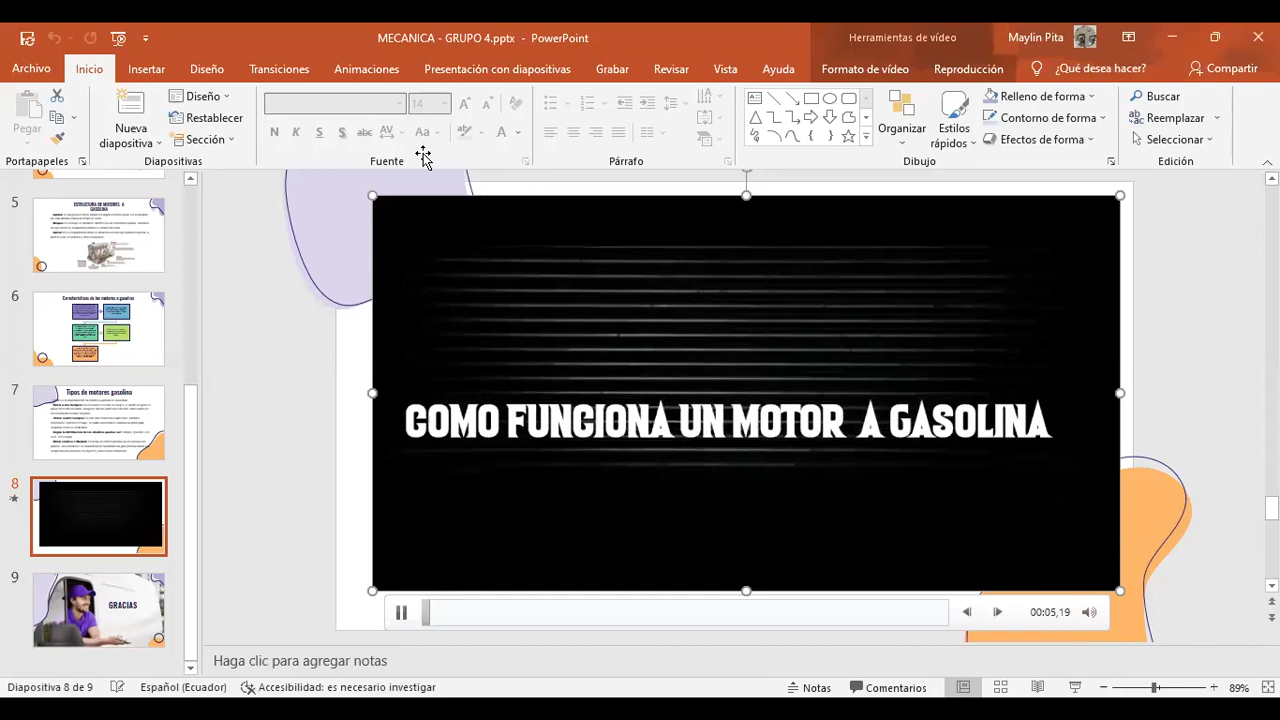 MECANICA - GRUPO 4.pptx - PowerPoint
Herramientas de vídeo
Maylin Pita
Archivo
Inicio
Insertar
Diseño
Transiciones
Animaciones
Presentación con diapositivas
Grabar
Revisar
Vista
Ayuda
Formato de vídeo
Reproducción
¿Qué desea hacer?
Compartir
Pegar
Portapapeles
Nueva
diapositiva
Diseño
Restablecer
Sección
Diapositivas
14
N K S S abc AV Aa A
Fuente
Párrafo
Organizar
Estilos
rápidos
Relleno de forma
Contorno de forma
Efectos de forma
Dibujo
Buscar
Reemplazar
Seleccionar
Edición
5
ESTRUCTURA DE MOTORES A
GASOLINA
6
Características de los motores a gasolina
7
Tipos de motores gasolina
8
9
GRACIAS
COMO FUNCIONA UN MOTOR A GASOLINA
00:05,19
Haga clic para agregar notas
Diapositiva 8 de 9
Español (Ecuador)
Accesibilidad: es necesario investigar
Notas
Comentarios
89%